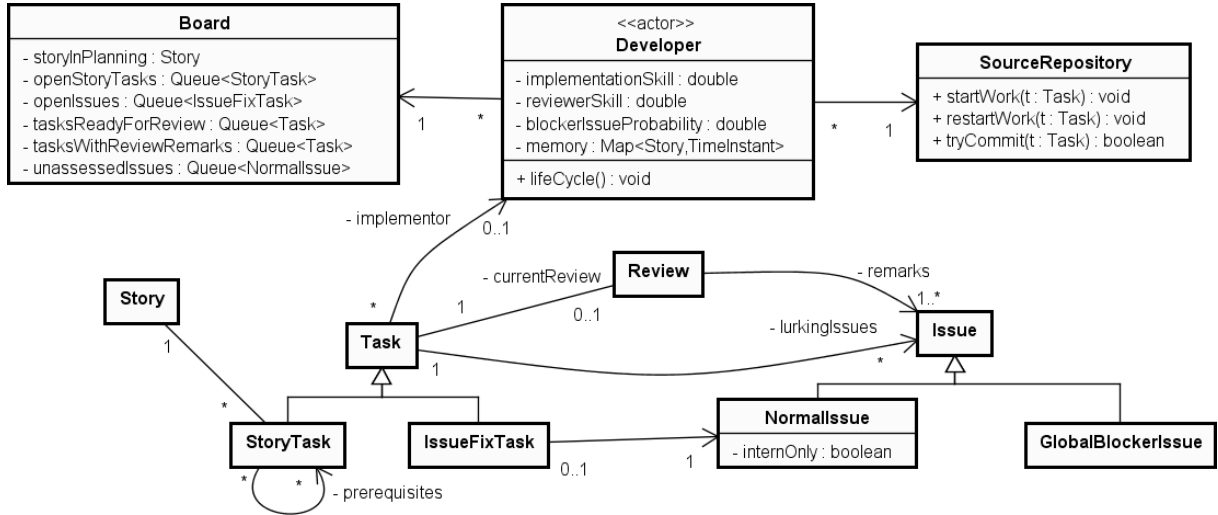 Board
- storyInPlanning : Story
- openStoryTasks : Queue<StoryTask>
- openIssues : Queue<IssueFixTask>
- tasksReadyForReview : Queue<Task>
- tasksWithReviewRemarks : Queue<Task>
- unassessedIssues : Queue<NormalIssue>
1
*
<<actor>>
Developer
- implementationSkill : double
- reviewerSkill : double
- blockerIssueProbability : double
- memory : Map<Story,TimeInstant>
+ lifeCycle() : void
*
1
SourceRepository
+ startWork(t : Task) : void
+ restartWork(t : Task) : void
+ tryCommit(t : Task) : boolean
- implementor
0..1
*
Story
1
*
- currentReview
1
0..1
Review
- remarks
1..*
Task
1
- lurkingIssues
*
Issue
StoryTask
*
*
- prerequisites
IssueFixTask
0..1
1
NormalIssue
- internOnly : boolean
GlobalBlockerIssue